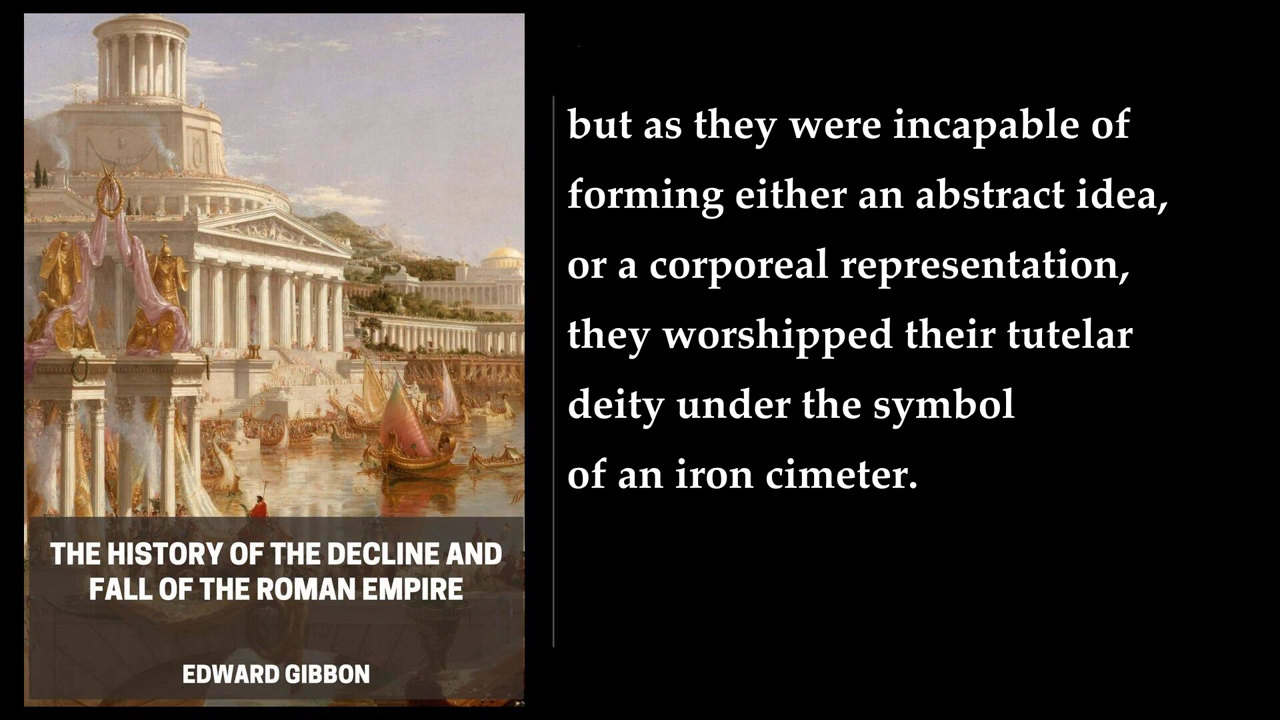 but as they were incapable of
forming either an abstract idea,
or a corporeal representation,
they worshipped their tutelar
deity under the symbol
of an iron cimeter.
THE HISTORY OF THE DECLINE AND
FALL OF THE ROMAN EMPIRE
EDWARD GIBBON